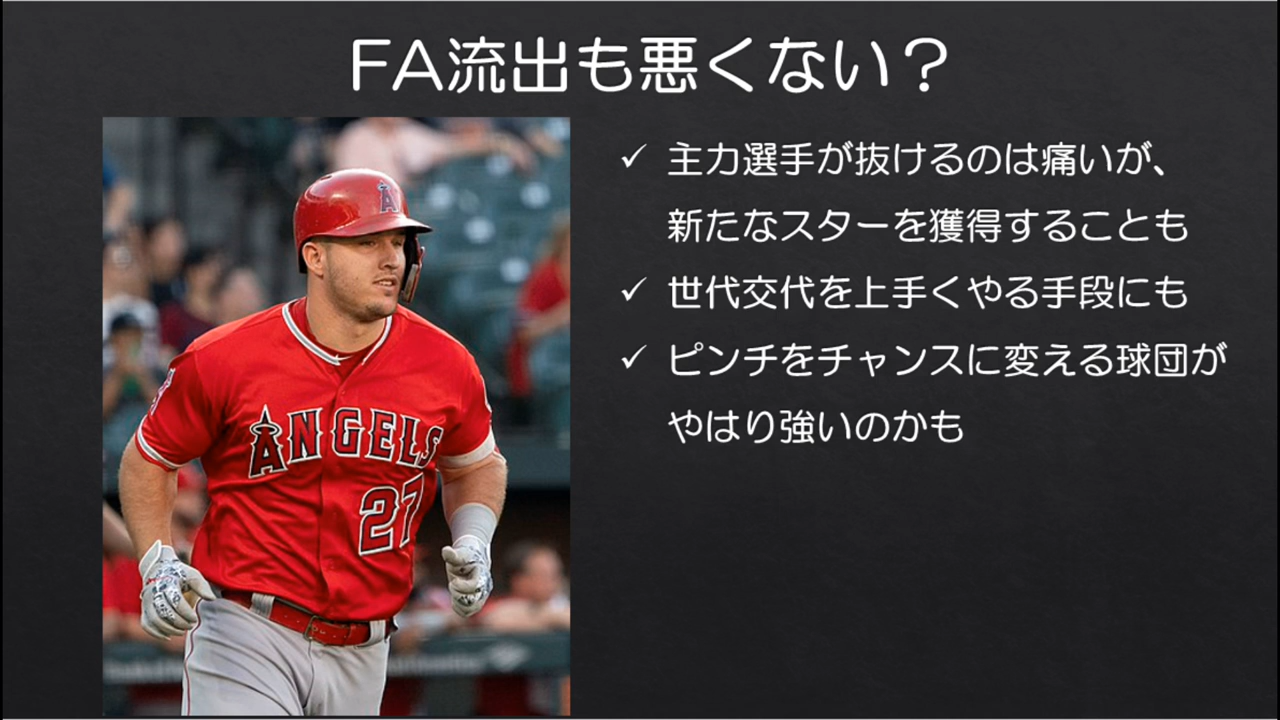 FA流出も悪くない？
✓ 主力選手が抜けるのは痛いが、
新たなスターを獲得することも
✓ 世代交代を上手くやる手段にも
✓ ピンチをチャンスに変える球団が
やはり強いのかも
A
ANGELS
27